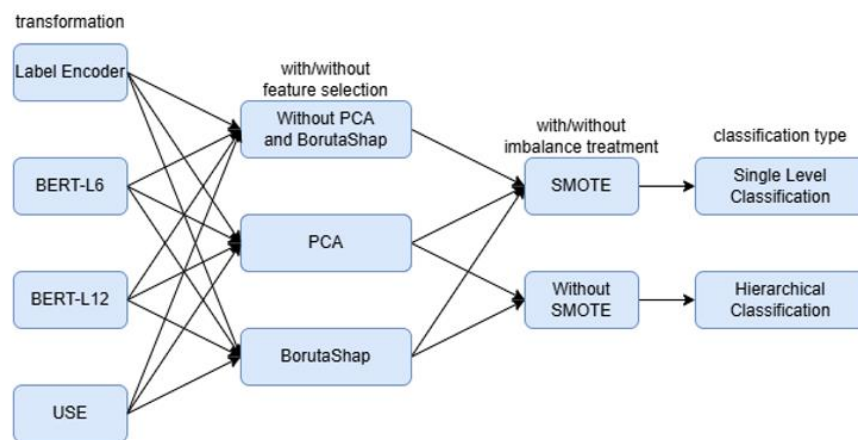 transformation
Label Encoder
BERT-L6
BERT-L12
USE
with/without
feature selection
Without PCA
and BorutaShap
PCA
BorutaShap
with/without
imbalance treatment
SMOTE
Without
SMOTE
classification type
Single Level
Classification
Hierarchical
Classification